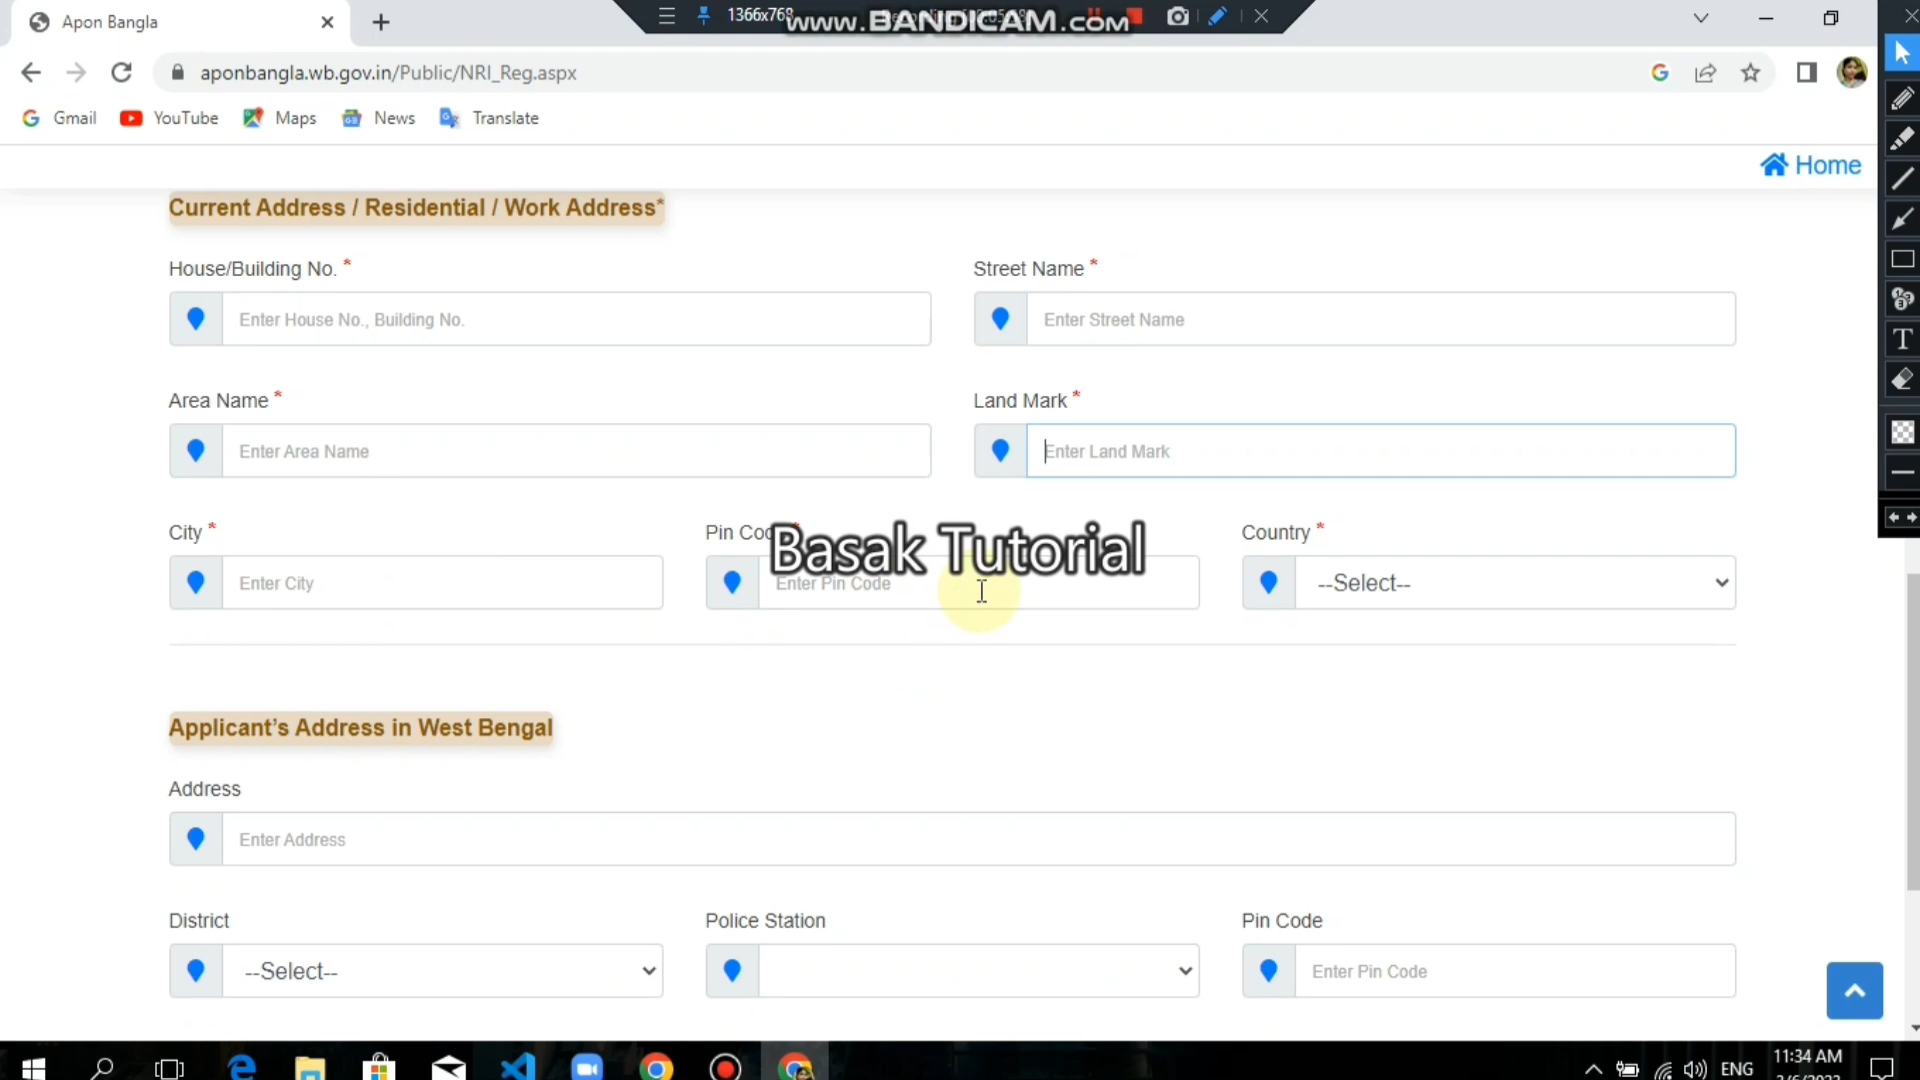 Apon Bangla
1366x768
www.BANDICAM.com
aponbangla.wb.gov.in/Public/NRI_Reg.aspx
Gmail YouTube Maps News Translate
Home
Current Address / Residential / Work Address*
House/Building No. * Street Name *
Enter House No., Building No. Enter Street Name
Area Name * Land Mark *
Enter Area Name Enter Land Mark
City * Pin Code * Country *
Basak Tutorial
Enter City Enter Pin Code --Select--
Applicant’s Address in West Bengal
Address
Enter Address
District Police Station Pin Code
--Select-- Enter Pin Code
T
ENG 11:34 AM